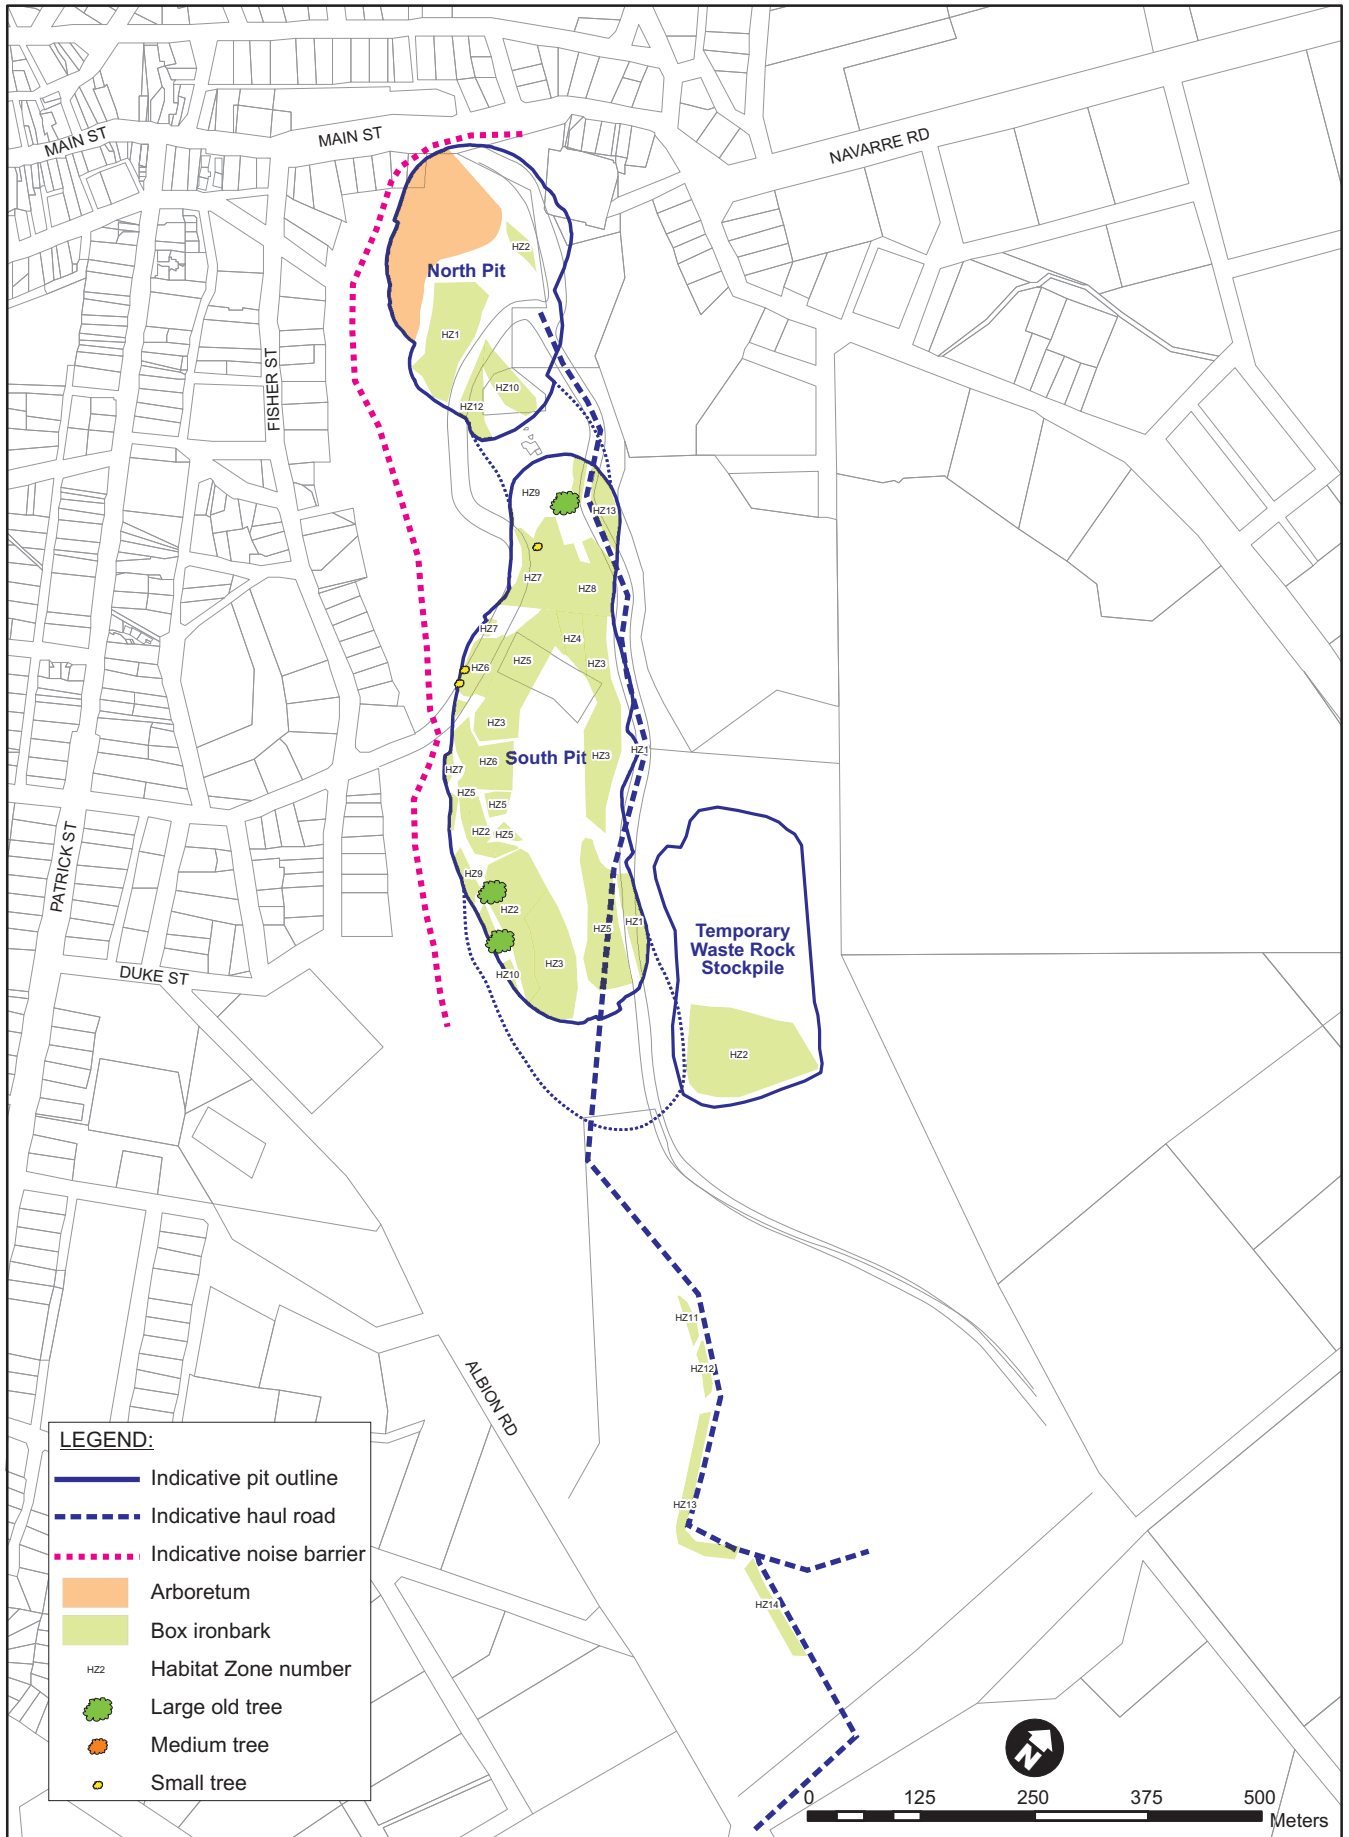 MAIN ST
MAIN ST
NAVARRE RD
HZ2
North Pit
HZ1
FISHER ST
HZ10
HZ12
HZ9
HZ13
HZ7
HZ8
HZ7
HZ4
HZ6
HZ5
HZ3
HZ3
South Pit
HZ6
HZ3
HZ1
HZ7
HZ5
HZ5
HZ2
HZ5
PATRICK ST
HZ9
HZ2
HZ5
HZ1
Temporary
Waste Rock
Stockpile
HZ3
HZ10
DUKE ST
HZ2
HZ11
HZ12
ALBION RD
HZ13
HZ14
LEGEND:
Indicative pit outline
Indicative haul road
Indicative noise barrier
Arboretum
Box ironbark
HZ2 Habitat Zone number
Large old tree
Medium tree
Small tree
N
0 125 250 375 500
Meters